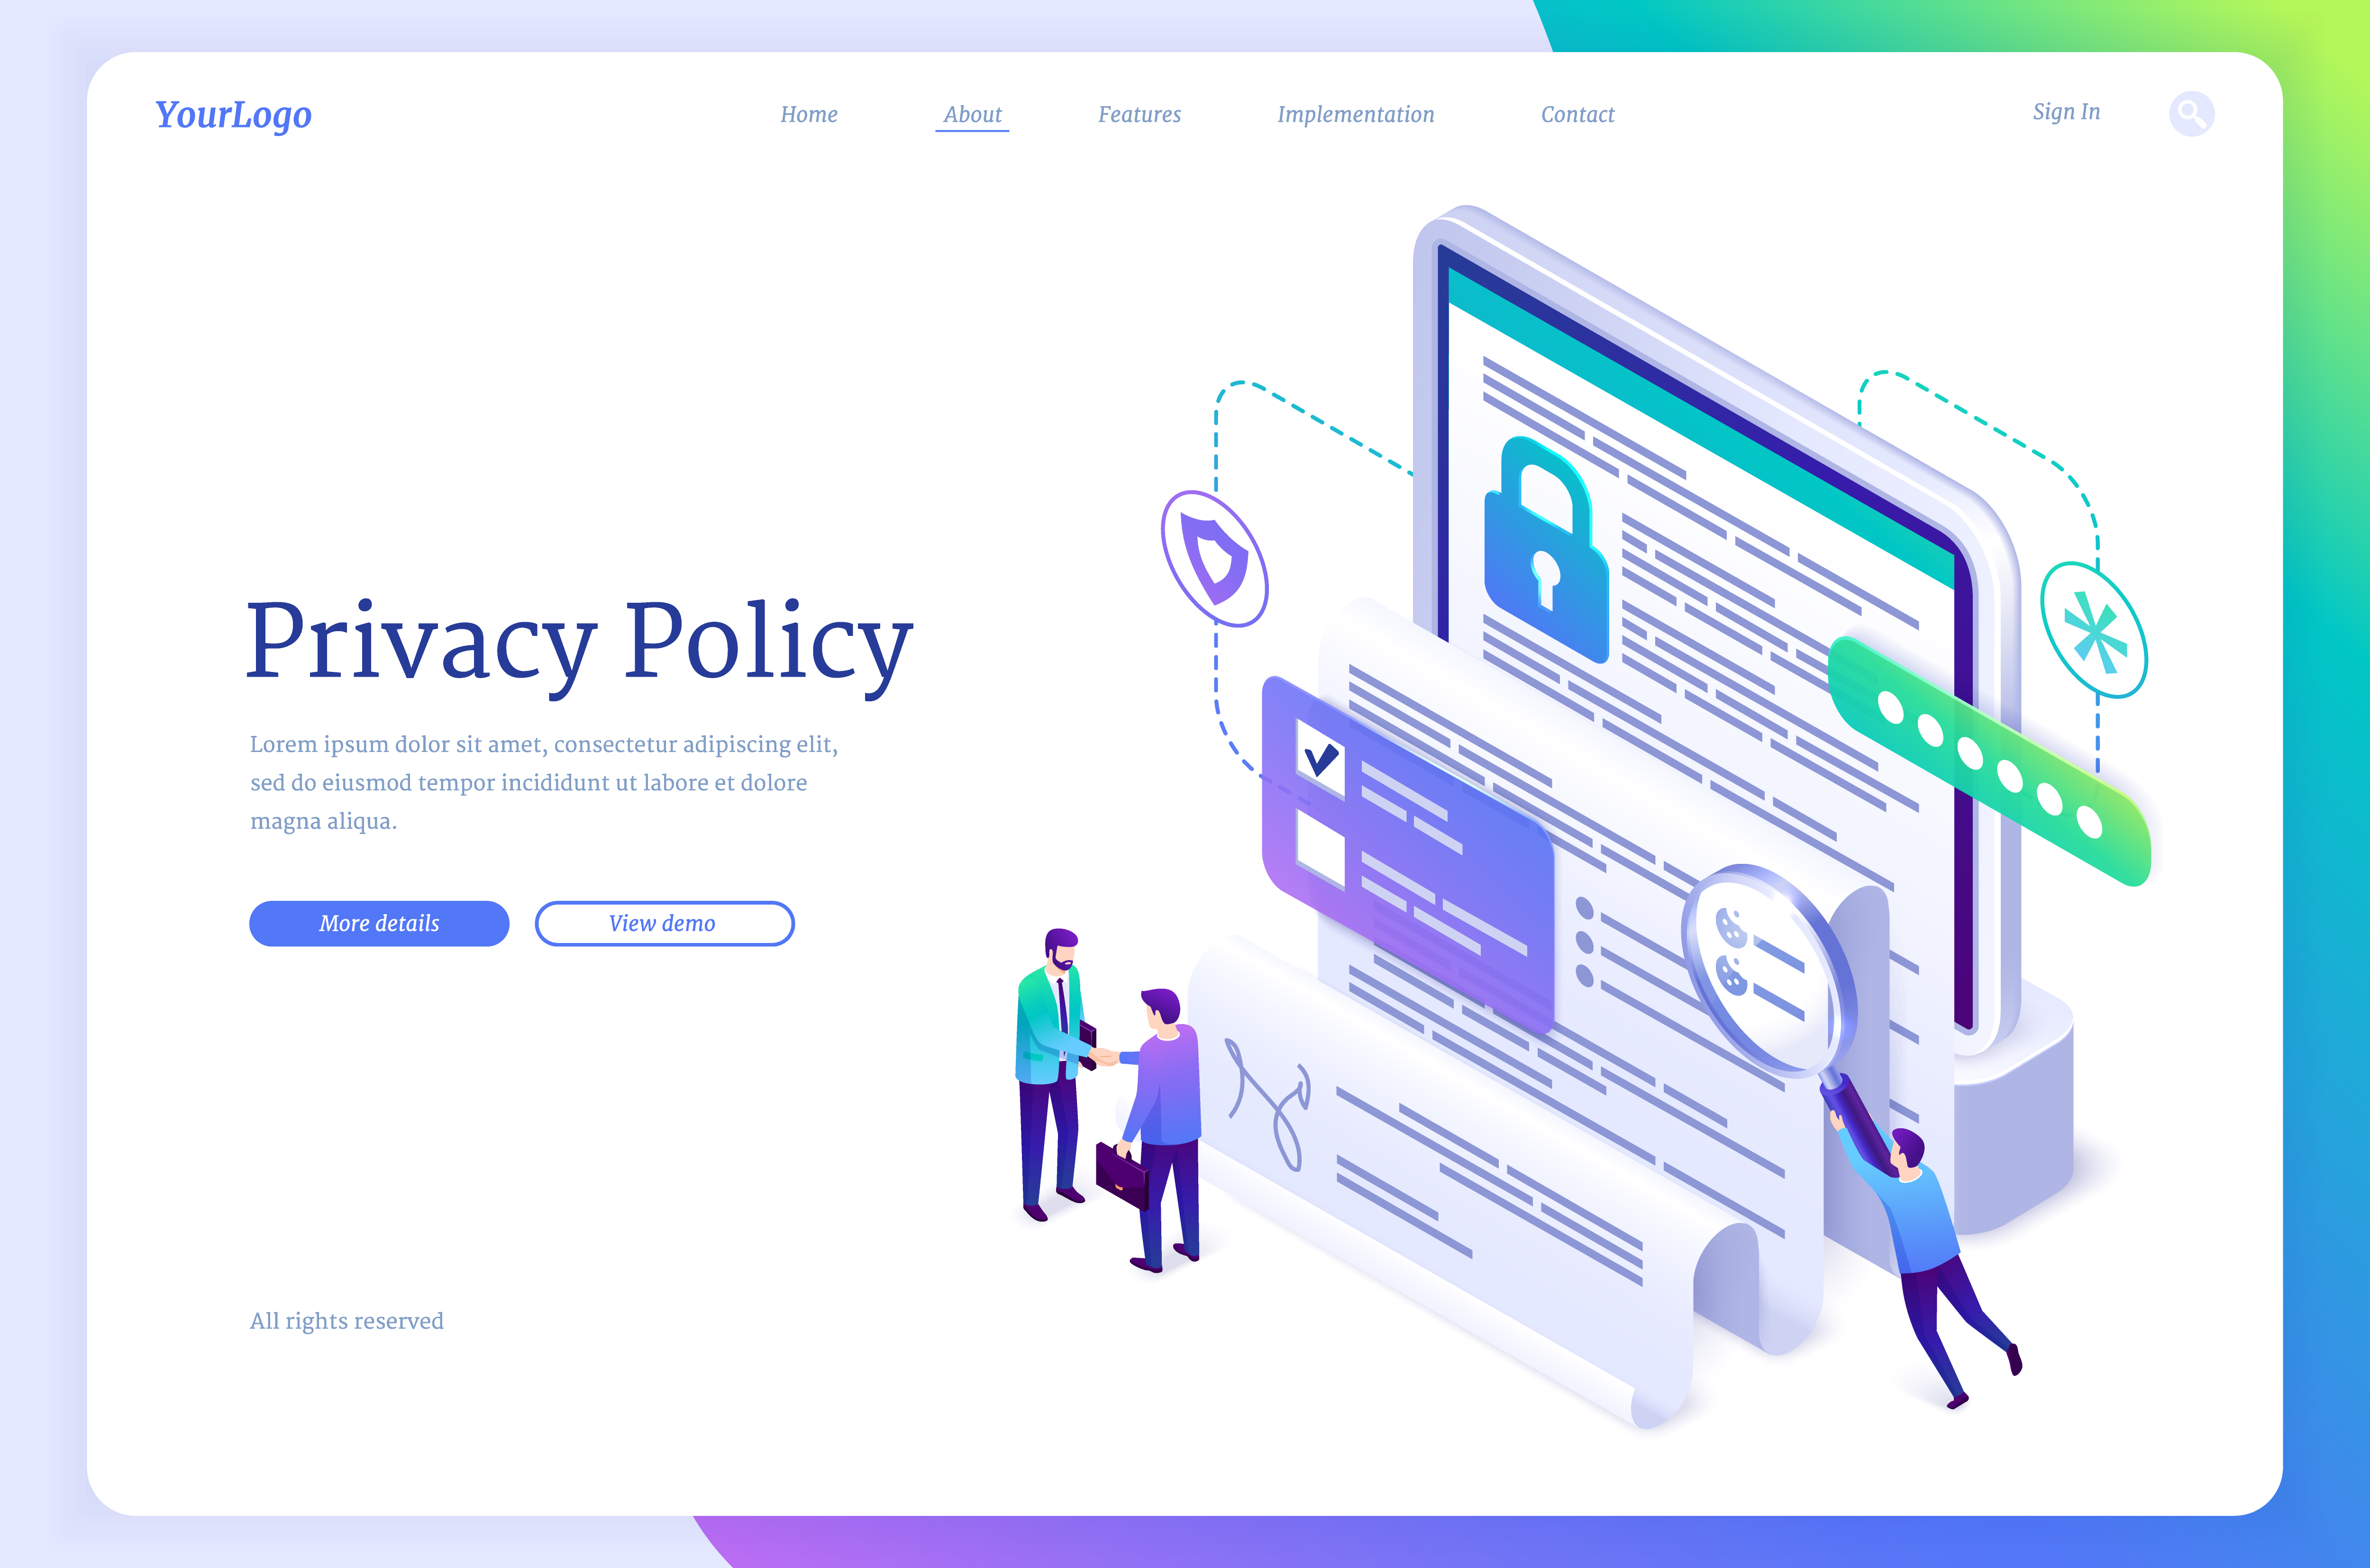 YourLogo
Home About Features Implementation Contact Sign In
Privacy Policy
Lorem ipsum dolor sit amet, consectetur adipiscing elit,
sed do eiusmod tempor incididunt ut labore et dolore
magna aliqua.
More details View demo
All rights reserved